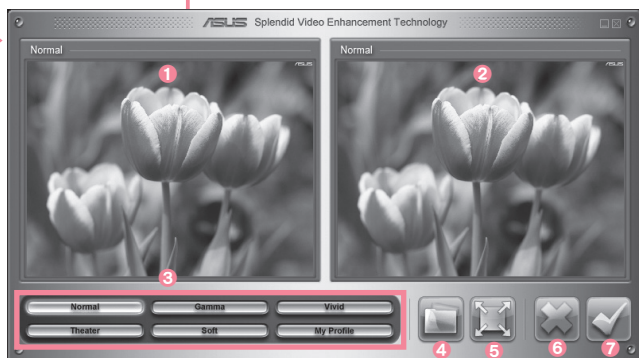 ASUS Splendid Video Enhancement Technology
Normal
Normal
ASUS
ASUS
1
2
3
Normal Gamma Vivid
Theater Soft My Profile
4 5 6 7